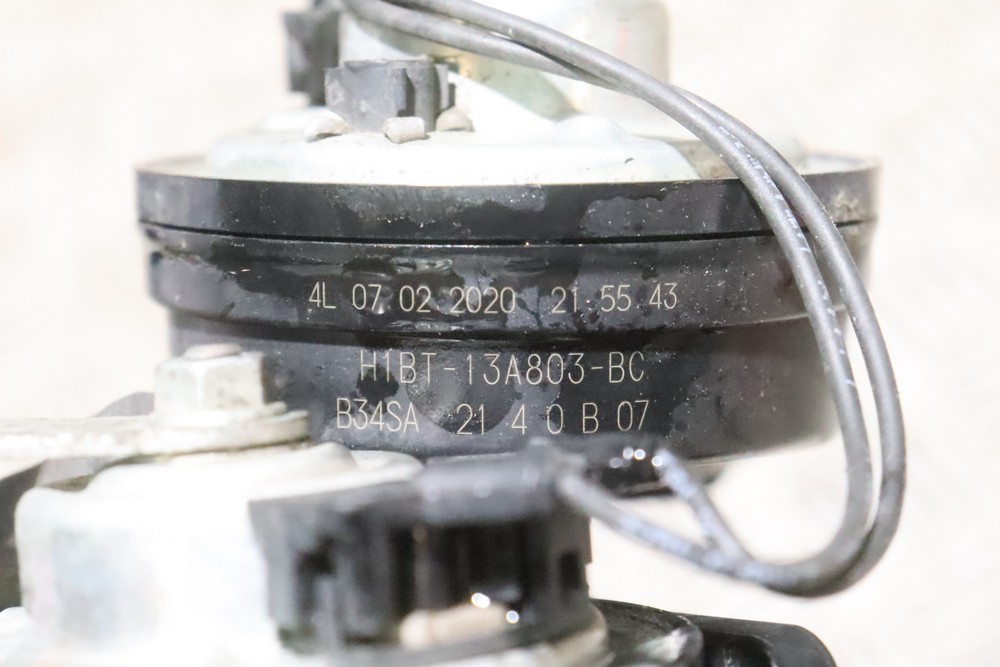 4L 07 02 2020 21:55 43
H1BT-13A803-BC
B34SA 21 4 0 B 07